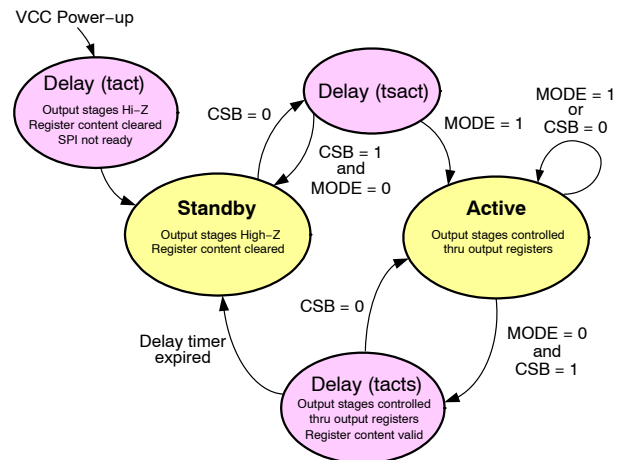 VCC Power−up
Delay (tact)
Output stages Hi−Z
Register content cleared
SPI not ready
CSB = 0
Delay (tsact)
CSB = 1
and
MODE = 0
MODE = 1
MODE = 1
or
CSB = 0
Standby
Output stages High−Z
Register content cleared
Active
Output stages controlled
thru output registers
CSB = 0
Delay timer
expired
MODE = 0
and
CSB = 1
Delay (tacts)
Output stages controlled
thru output registers
Register content valid